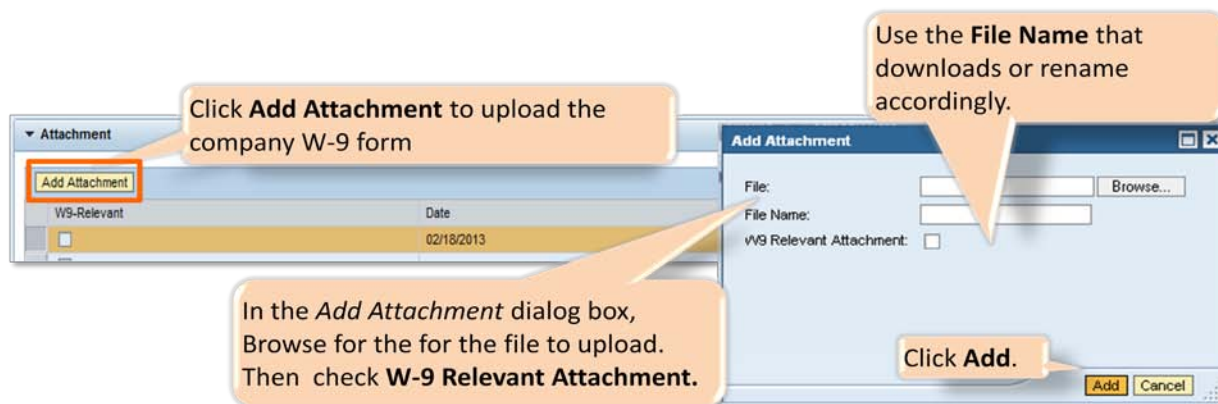 Use the File Name that
downloads or rename
accordingly.
Click Add Attachment to upload the
company W-9 form
Attachment
Add Attachment
W9-Relevant
Date
02/18/2013
Add Attachment
File:
Browse...
File Name:
W9 Relevant Attachment:
In the Add Attachment dialog box,
Browse for the for the file to upload.
Then check W-9 Relevant Attachment.
Click Add.
Add
Cancel